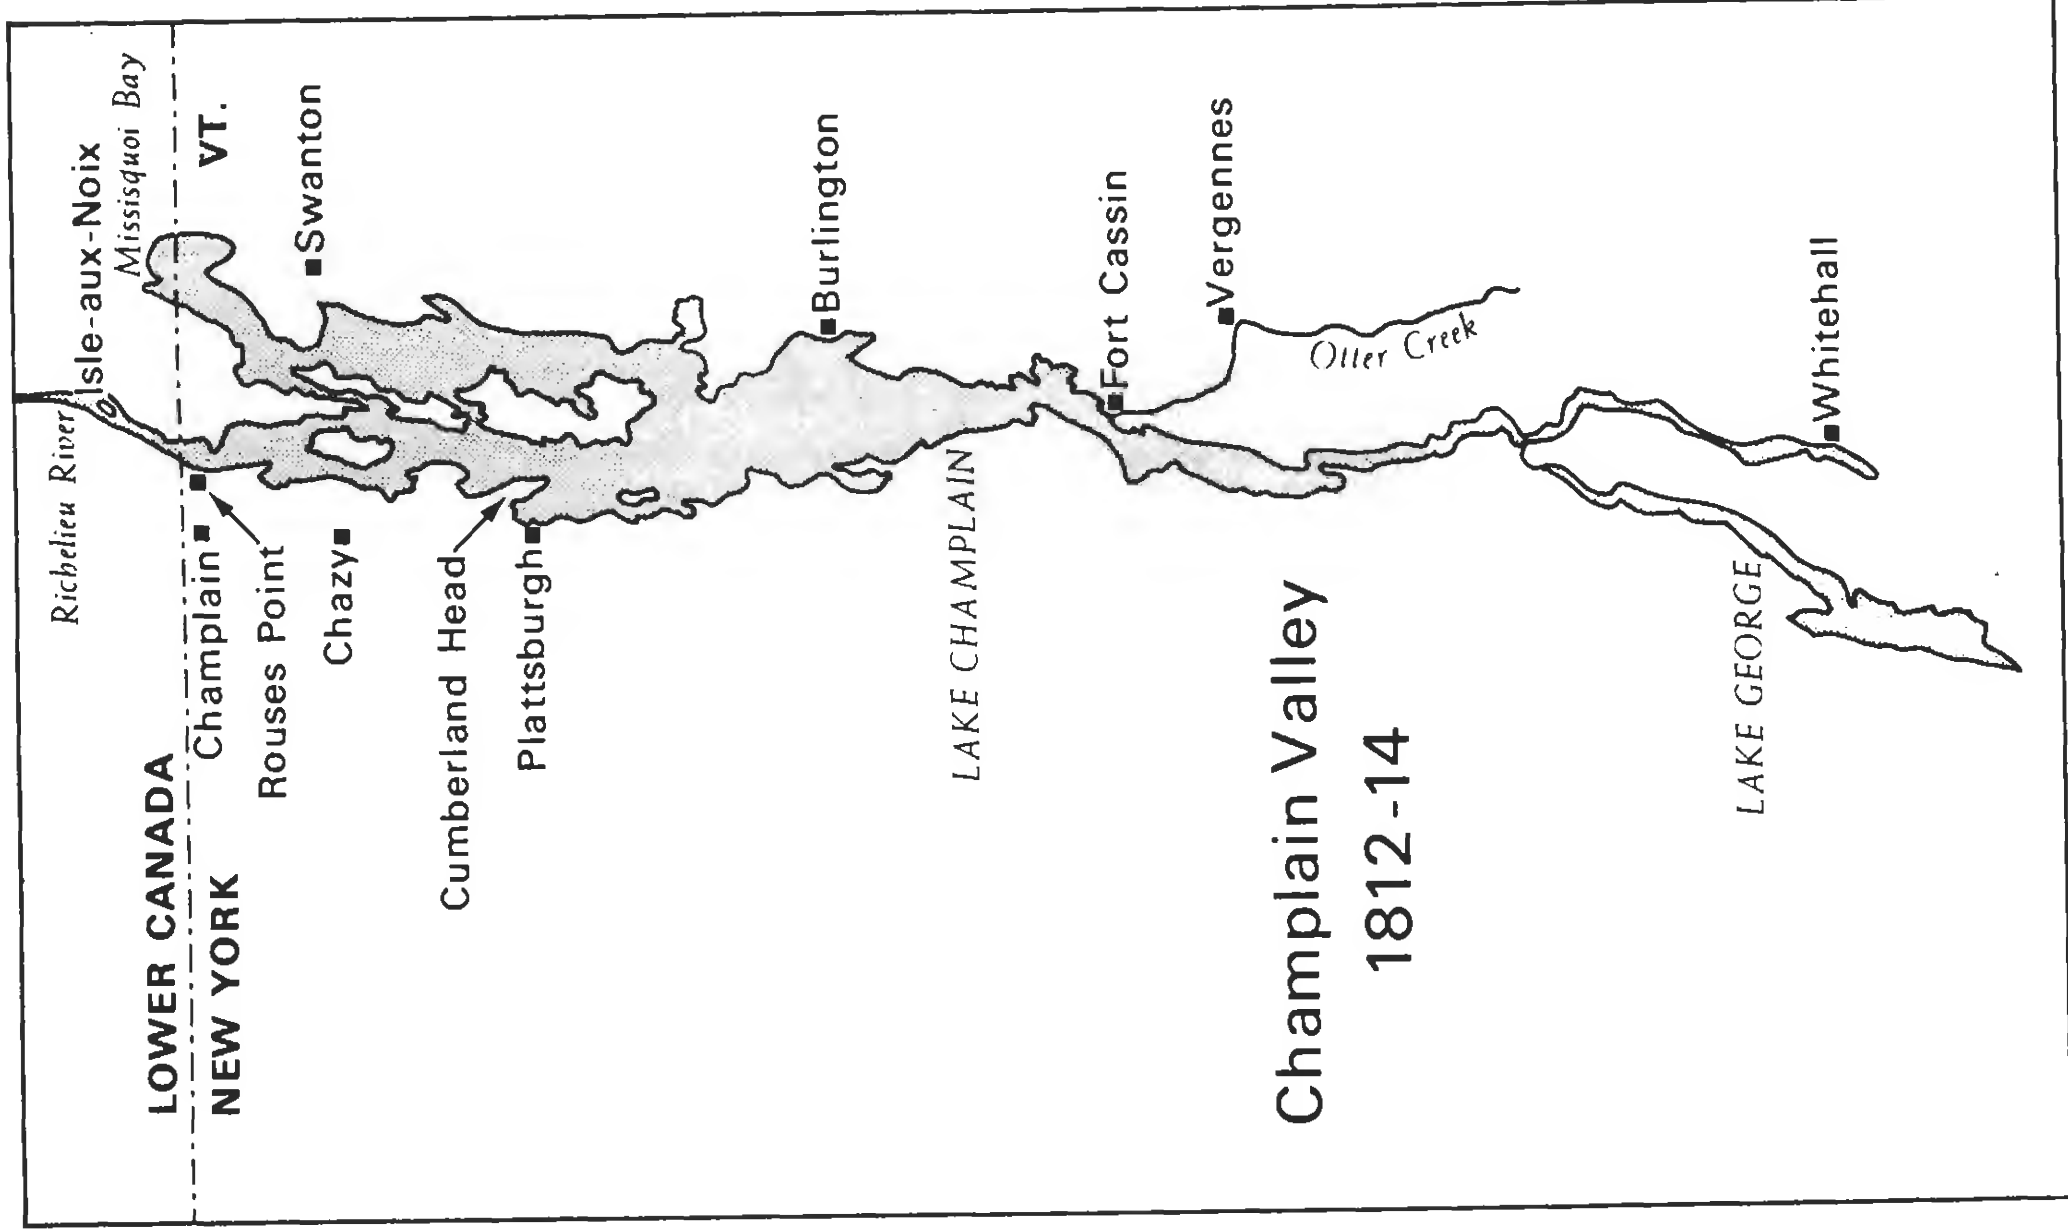 Richelieu River
Isle-aux-Noix
Missisquoi Bay
LOWER CANADA
NEW YORK
VT.
Champlain
Rouses Point
Swanton
Chazy
Cumberland Head
Plattsburgh
Burlington
LAKE CHAMPLAIN
Fort Cassin
Vergennes
Otter Creek
Champlain Valley
1812-14
LAKE GEORGE
Whitehall